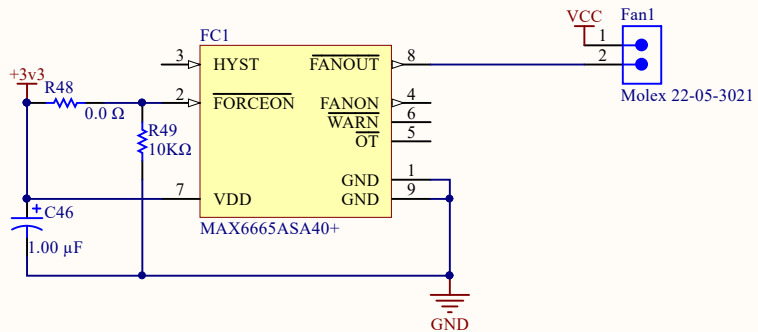 VCC
Fan1
1
2
Molex 22-05-3021
FC1
3
HYST
FANOUT
8
+3v3
R48
0.0 Ω
2
FORCEON
FANON
4
WARN
6
R49
10KΩ
OT
5
GND
1
7
VDD
GND
9
C46
+
1.00 µF
MAX6665ASA40+
GND